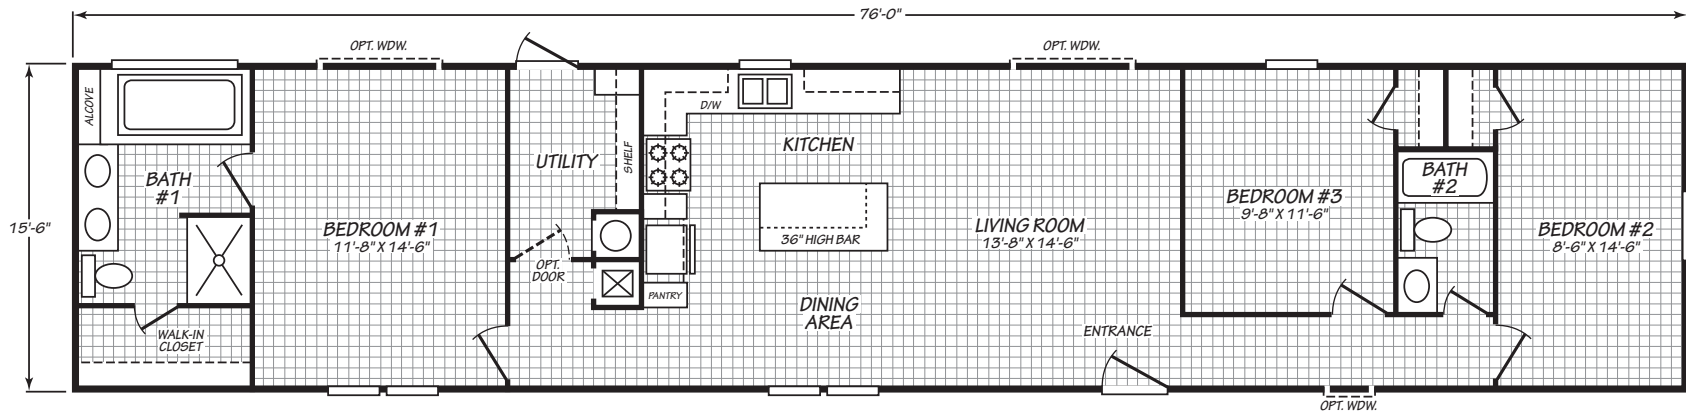 76'-0"
OPT. WDW.
OPT. WDW.
15'-6"
ALCOVE
BATH
#1
WALK-IN
CLOSET
BEDROOM #1
11'-8" X 14'-6"
UTILITY
SHELF
OPT.
DOOR
D/W
KITCHEN
36" HIGH BAR
PANTRY
DINING
AREA
LIVING ROOM
13'-8" X 14'-6"
ENTRANCE
BEDROOM #3
9'-8" X 11'-6"
BATH
#2
BEDROOM #2
8'-6" X 14'-6"
OPT. WDW.